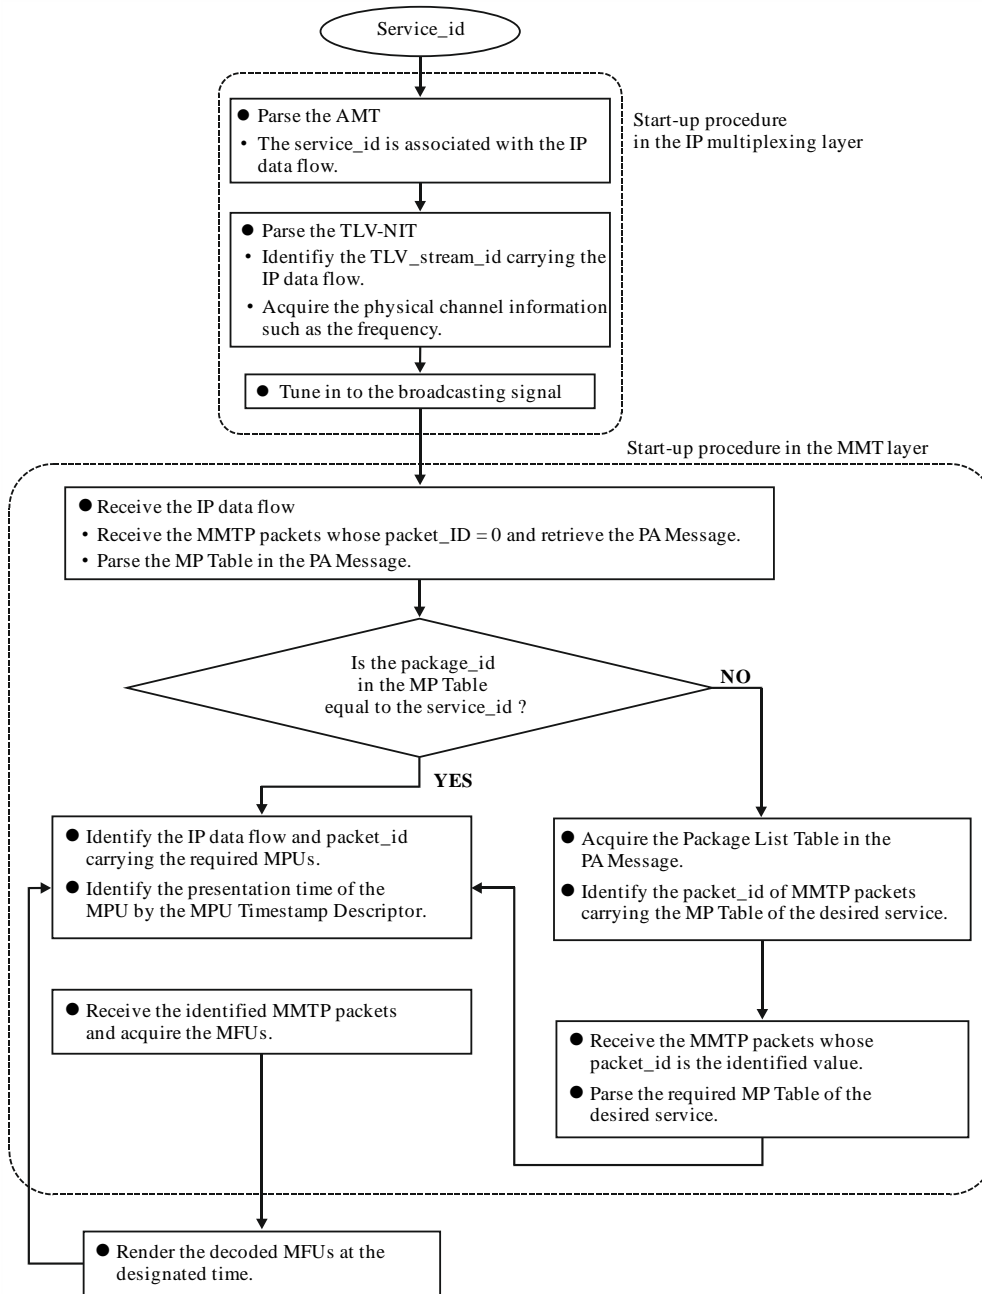 Service_id
Start-up procedure
in the IP multiplexing layer
● Parse the AMT
• The service_id is associated with the IP
data flow.
● Parse the TLV-NIT
• Identifiy the TLV_stream_id carrying the
IP data flow.
• Acquire the physical channel information
such as the frequency.
● Tune in to the broadcasting signal
Start-up procedure in the MMT layer
● Receive the IP data flow
• Receive the MMTP packets whose packet_ID = 0 and retrieve the PA Message.
• Parse the MP Table in the PA Message.
Is the package_id
in the MP Table
equal to the service_id ?
NO
YES
● Identify the IP data flow and packet_id
carrying the required MPUs.
● Identify the presentation time of the
MPU by the MPU Timestamp Descriptor.
● Acquire the Package List Table in the
PA Message.
● Identify the packet_id of MMTP packets
carrying the MP Table of the desired service.
● Receive the identified MMTP packets
and acquire the MFUs.
● Receive the MMTP packets whose
packet_id is the identified value.
● Parse the required MP Table of the
desired service.
● Render the decoded MFUs at the
designated time.